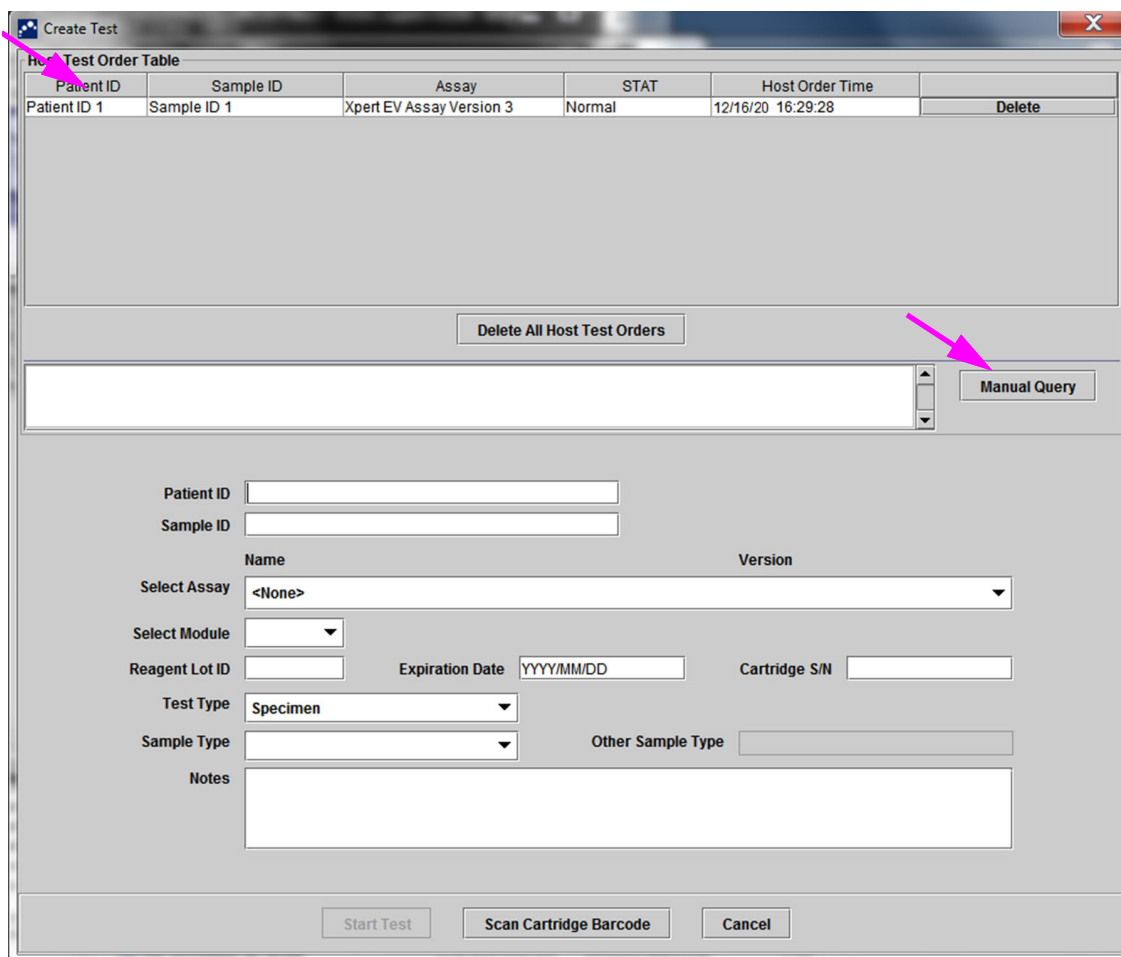 Create Test
Host Test Order Table
Patient ID Sample ID Assay STAT Host Order Time
Patient ID 1 Sample ID 1 Xpert EV Assay Version 3 Normal 12/16/20 16:29:28 Delete
Delete All Host Test Orders
Manual Query
Patient ID
Sample ID
Name Version
Select Assay <None>
Select Module
Reagent Lot ID Expiration Date YYYY/MM/DD Cartridge S/N
Test Type Specimen
Sample Type Other Sample Type
Notes
Start Test Scan Cartridge Barcode Cancel